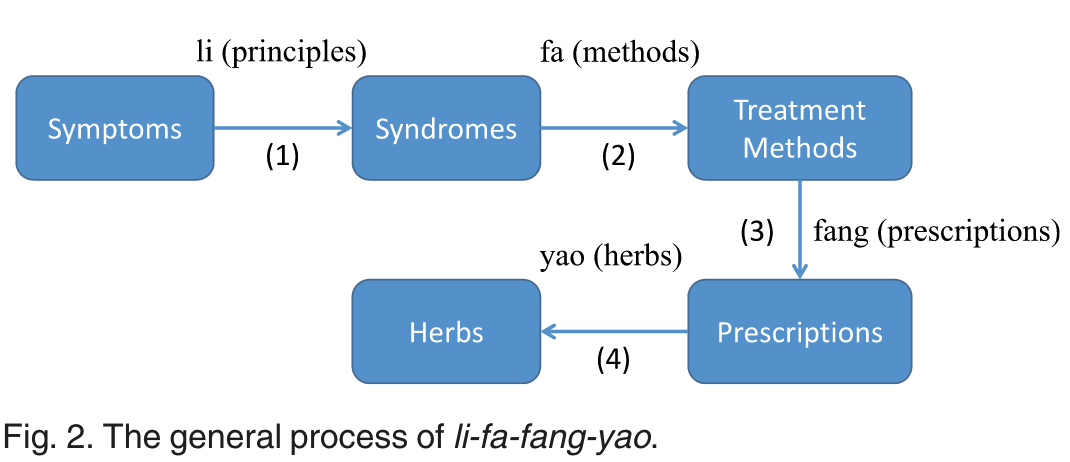 li (principles)
fa (methods)
Symptoms
(1)
Syndromes
(2)
Treatment
Methods
(3)
fang (prescriptions)
yao (herbs)
Herbs
(4)
Prescriptions
Fig. 2. The general process of li-fa-fang-yao.